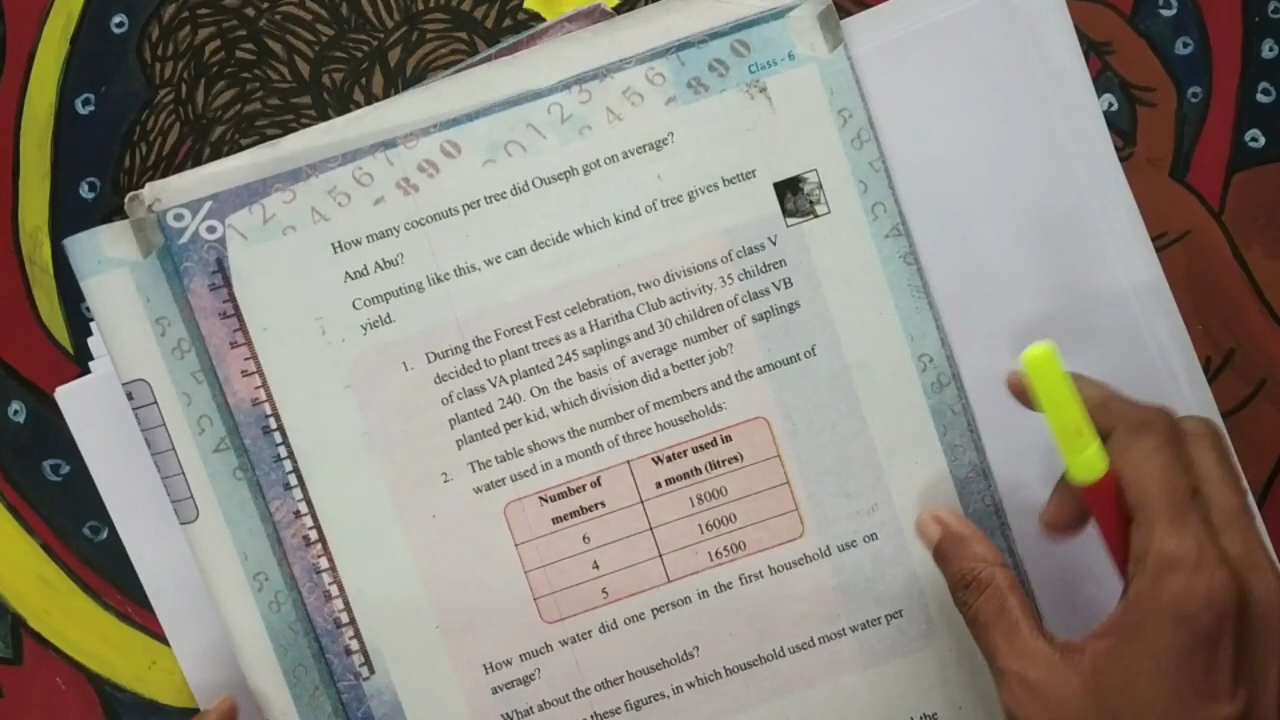 Class - 6
%
How many coconuts per tree did Ouseph got on average?
And Abu?
Computing like this, we can decide which kind of tree gives better
yield.
1. During the Forest Fest celebration, two divisions of class V
decided to plant trees as a Haritha Club activity. 35 children
of class VA planted 245 saplings and 30 children of class VB
planted 240. On the basis of average number of saplings
planted per kid, which division did a better job?
2. The table shows the number of members and the amount of
water used in a month of three households:
Number of members
Water used in a month (litres)
6 18000
4 16000
5 16500
How much water did one person in the first household use on
average?
What about the other households?
these figures, in which household used most water per
the